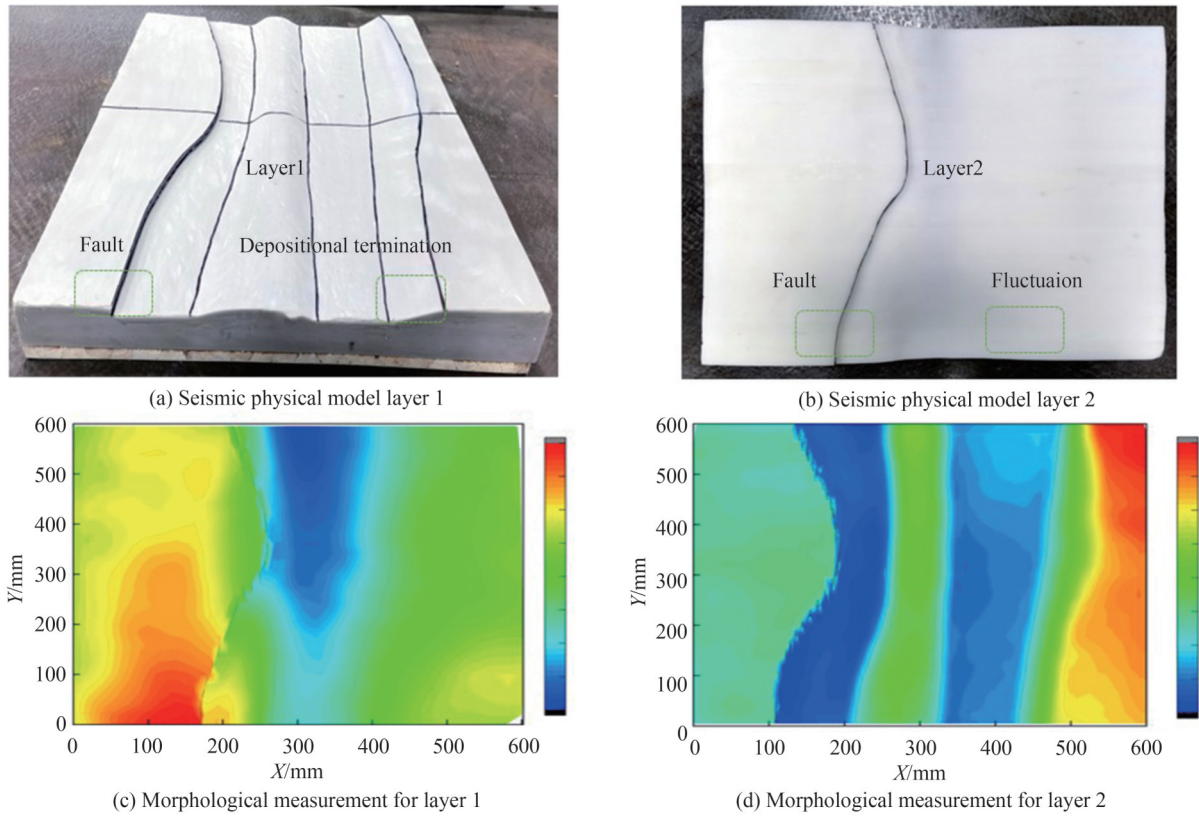 Layer1
Fault
Depositional termination
(a) Seismic physical model layer 1
Layer2
Fault
Fluctuaion
(b) Seismic physical model layer 2
600
500
400
300
200
100
0
Y/mm
0 100 200 300 400 500 600
X/mm
(c) Morphological measurement for layer 1
600
500
400
300
200
100
0
Y/mm
0 100 200 300 400 500 600
X/mm
(d) Morphological measurement for layer 2